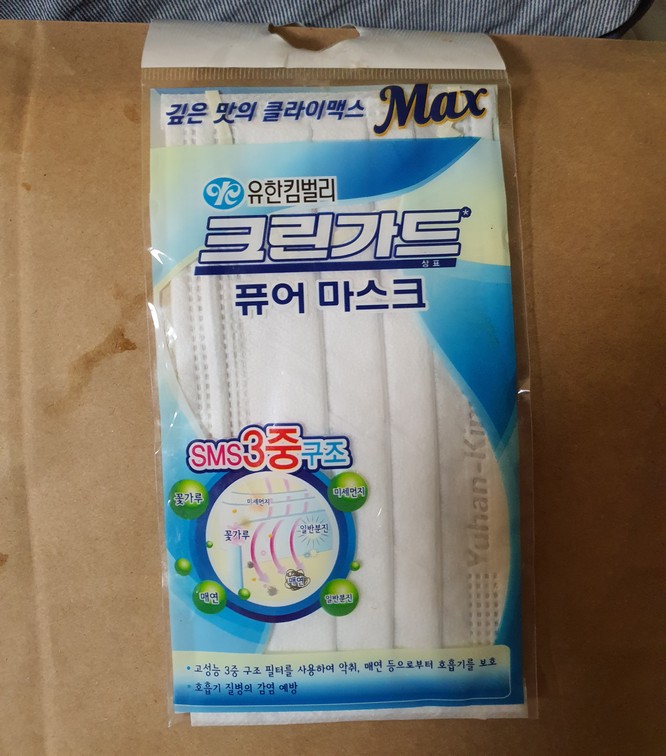 깊은 맛의 클라이맥스 Max
유한킴벌리
크린가드*
상표
퓨어 마스크
SMS3중구조
꽃가루
미세먼지
미세먼지
꽃가루
일반분진
매연
매연
일반분진
Yuhan-Kim
• 고성능 3중 구조 필터를 사용하여 악취, 매연 등으로부터 호흡기를 보호
• 호흡기 질병의 감염 예방